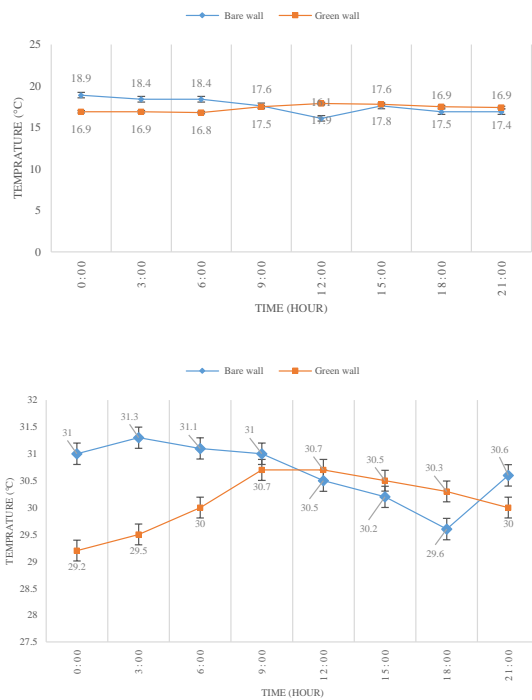 Bare wall Green wall
25
20
15
10
5
0
TEMPRATURE (°C)
18.9 18.4 18.4 17.6 16.1 17.6 16.9 16.9
16.9 16.9 16.8 17.5 17.9 17.8 17.5 17.4
0:00 3:00 6:00 9:00 12:00 15:00 18:00 21:00
TIME (HOUR)
Bare wall Green wall
32
31.5
31
30.5
30
29.5
29
28.5
28
27.5
TEMPRATURE (°C)
31 31.3 31.1 31 30.5 30.2 29.6 30.6
29.2 29.5 30 30.7 30.7 30.5 30.3 30
0:00 3:00 6:00 9:00 12:00 15:00 18:00 21:00
TIME (HOUR)